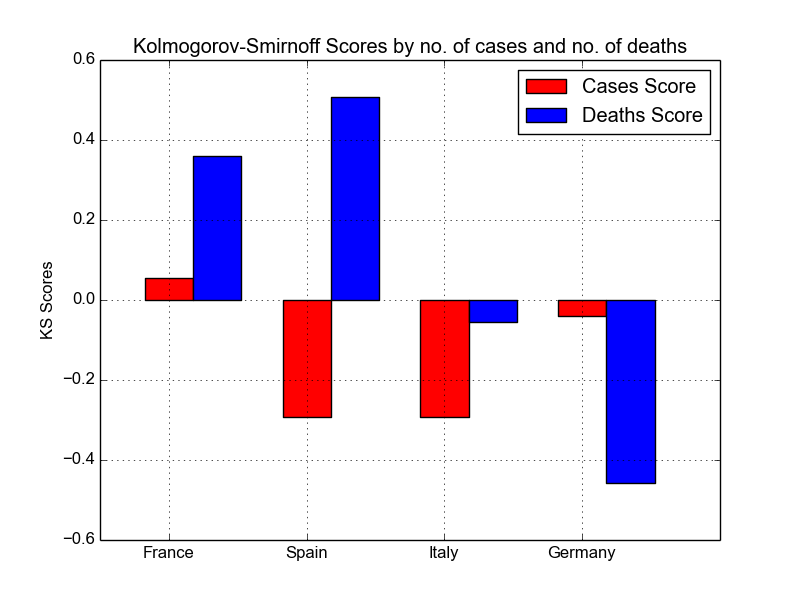 Kolmogorov-Smirnoff Scores by no. of cases and no. of deaths
Cases Score
Deaths Score
KS Scores
0.6
0.4
0.2
0.0
−0.2
−0.4
−0.6
France
Spain
Italy
Germany